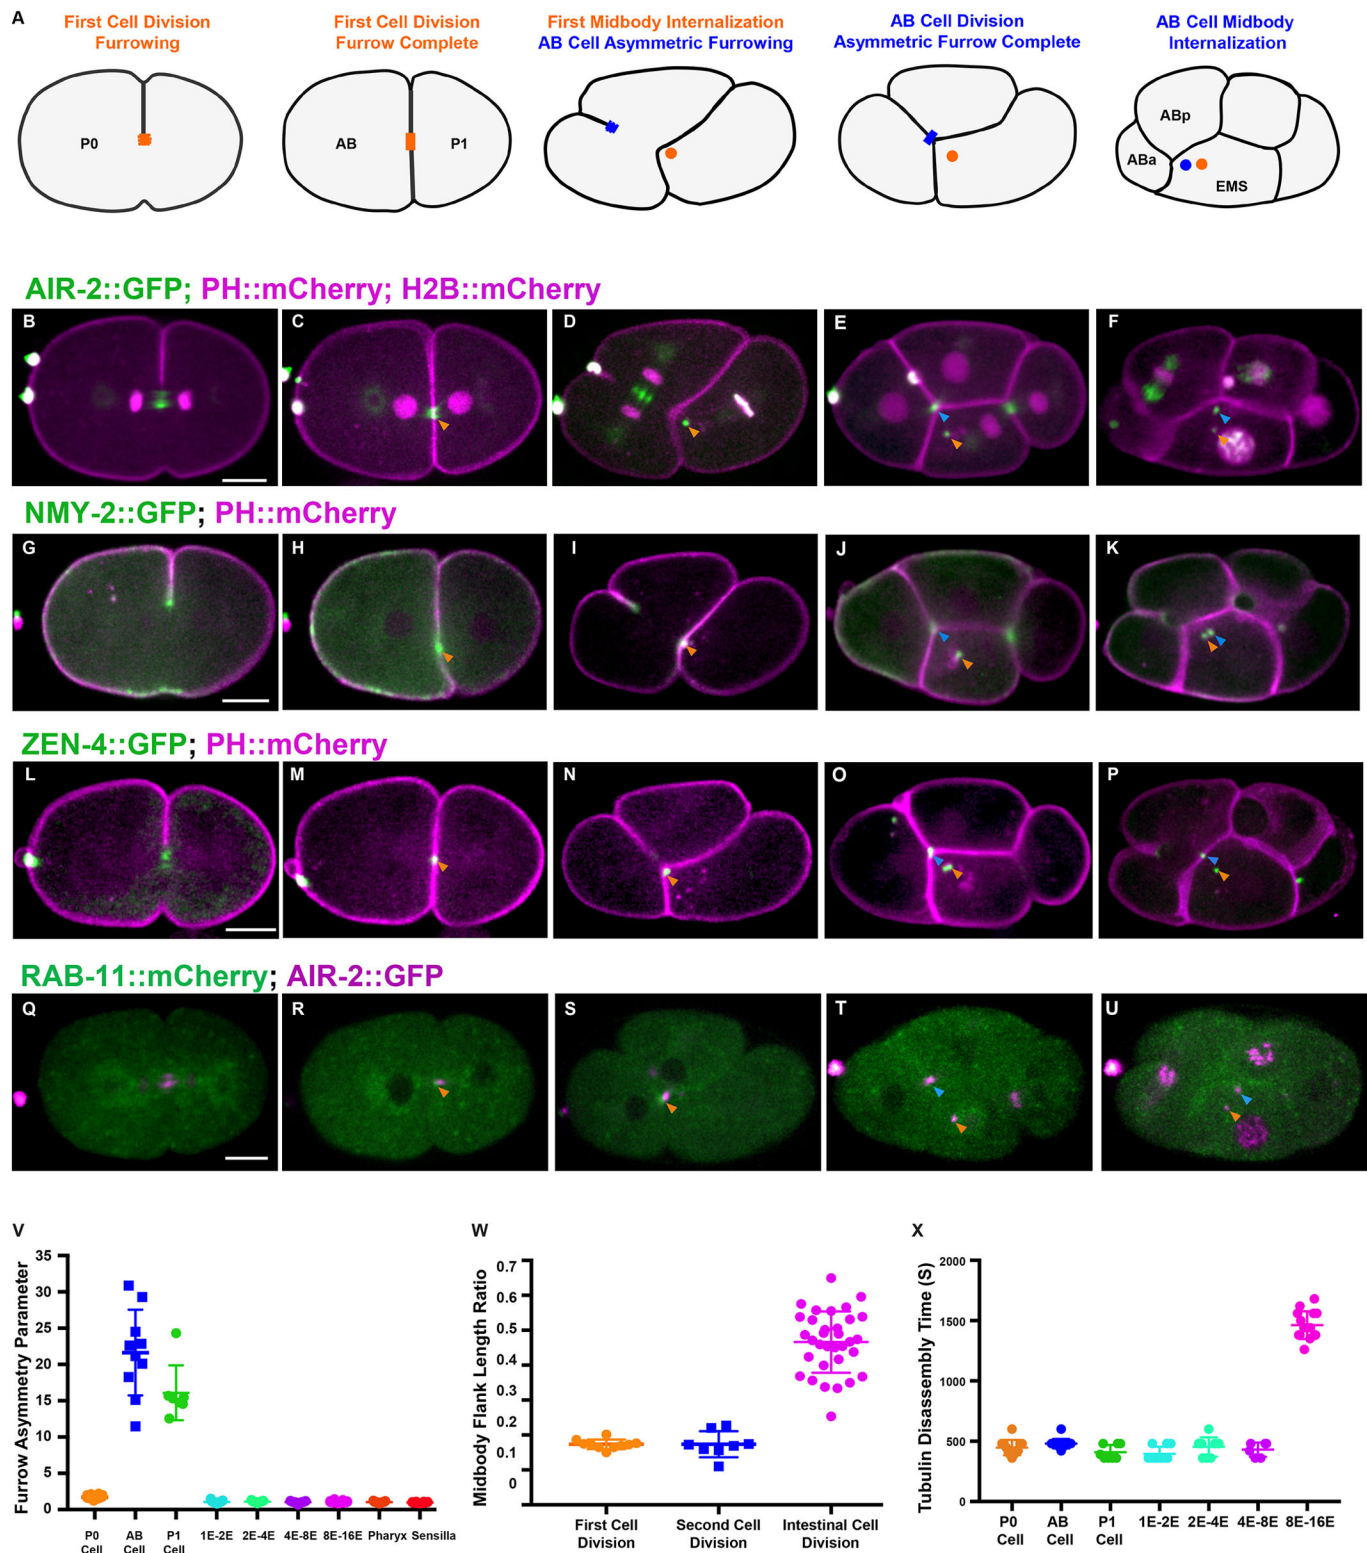 A
First Cell Division
Furrowing
First Cell Division
Furrow Complete
First Midbody Internalization
AB Cell Asymmetric Furrowing
AB Cell Division
Asymmetric Furrow Complete
AB Cell Midbody
Internalization
P0
AB
P1
ABp
ABa
EMS
AIR-2::GFP; PH::mCherry; H2B::mCherry
B
C
D
E
F
NMY-2::GFP; PH::mCherry
G
H
I
J
K
ZEN-4::GFP; PH::mCherry
L
M
N
O
P
RAB-11::mCherry; AIR-2::GFP
Q
R
S
T
U
V
Furrow Asymmetry Parameter
35
30
25
20
15
10
5
0
P0
Cell
AB
Cell
P1
Cell
1E-2E
2E-4E
4E-8E
8E-16E
Pharyx
Sensilla
W
Midbody Flank Length Ratio
0.7
0.6
0.5
0.4
0.3
0.2
0.1
0
First Cell
Division
Second Cell
Division
Intestinal Cell
Division
X
Tubulin Disassembly Time (S)
2000
1500
1000
500
0
P0
Cell
AB
Cell
P1
Cell
1E-2E
2E-4E
4E-8E
8E-16E